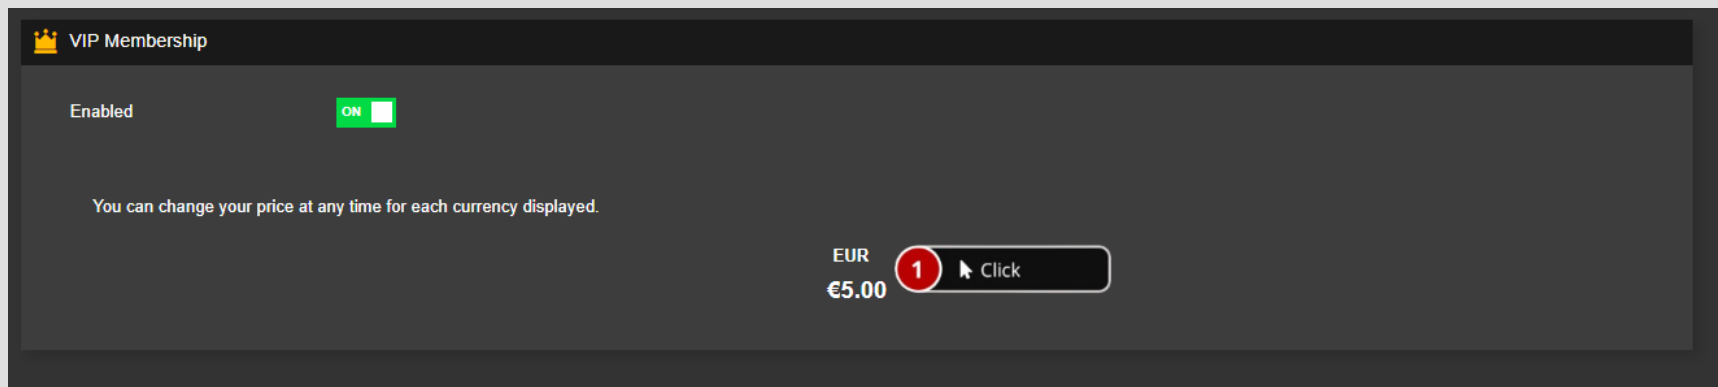 VIP Membership
Enabled
ON
You can change your price at any time for each currency displayed.
EUR
€5.00
1 Click